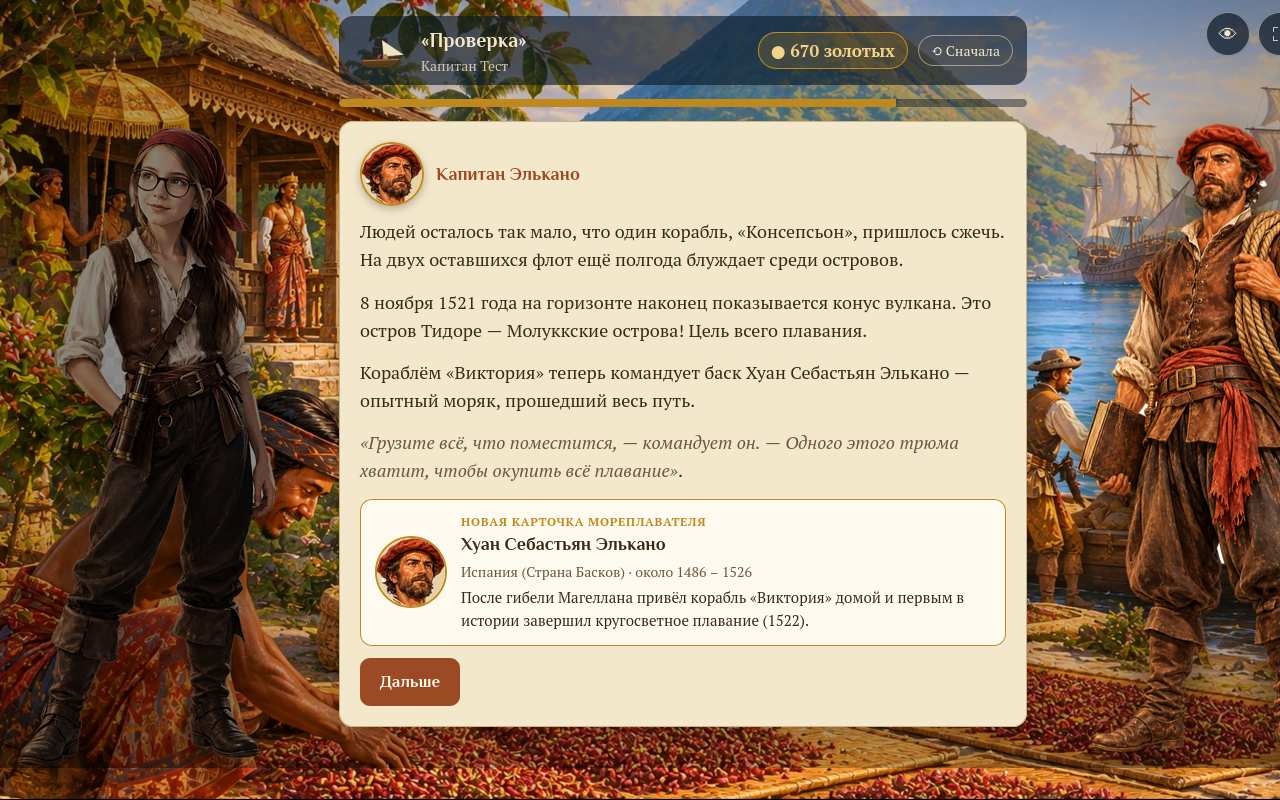 «Проверка»
Капитан Тест
670 золотых
⟲ Сначала
Капитан Элькано
Людей осталось так мало, что один корабль, «Консепсьон», пришлось сжечь.
На двух оставшихся флот ещё полгода блуждает среди островов.
8 ноября 1521 года на горизонте наконец показывается конус вулкана. Это
остров Тидоре — Молуккские острова! Цель всего плавания.
Кораблём «Виктория» теперь командует баск Хуан Себастьян Элькано —
опытный моряк, прошедший весь путь.
«Грузите всё, что поместится, — командует он. — Одного этого трюма
хватит, чтобы окупить всё плавание».
НОВАЯ КАРТОЧКА МОРЕПЛАВАТЕЛЯ
Хуан Себастьян Элькано
Испания (Страна Басков) · около 1486 – 1526
После гибели Магеллана привёл корабль «Виктория» домой и первым в
истории завершил кругосветное плавание (1522).
Дальше